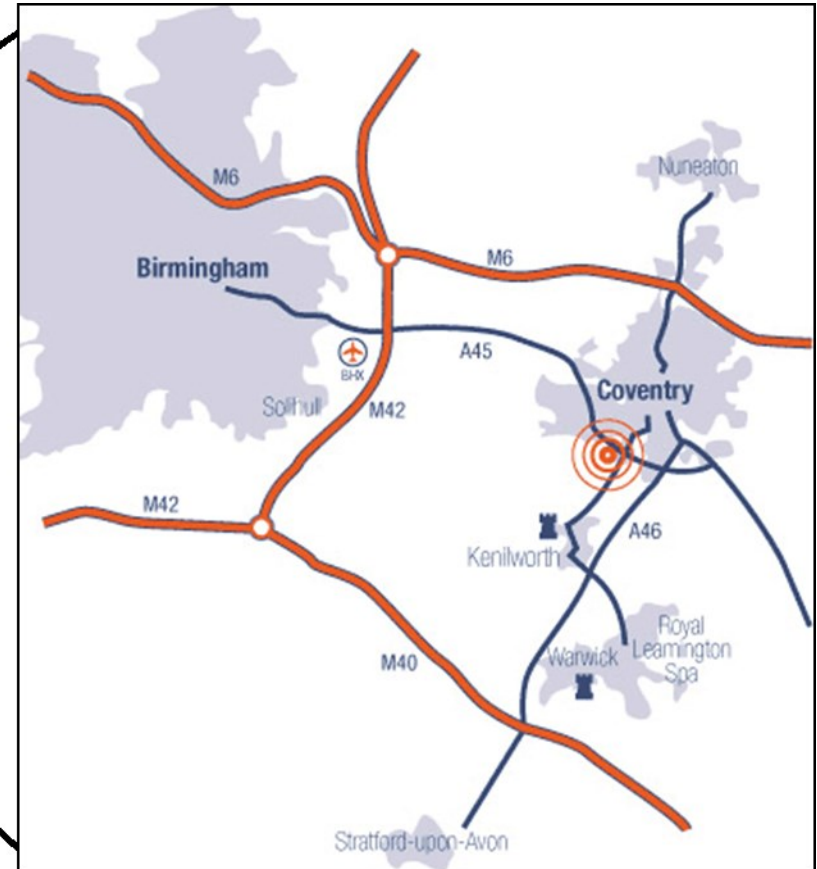 Nuneaton
M6
M6
Birmingham
A45
BHX
Coventry
Solihull
M42
M42
A46
Kenilworth
Royal
Leamington
Spa
Warwick
M40
Stratford-upon-Avon